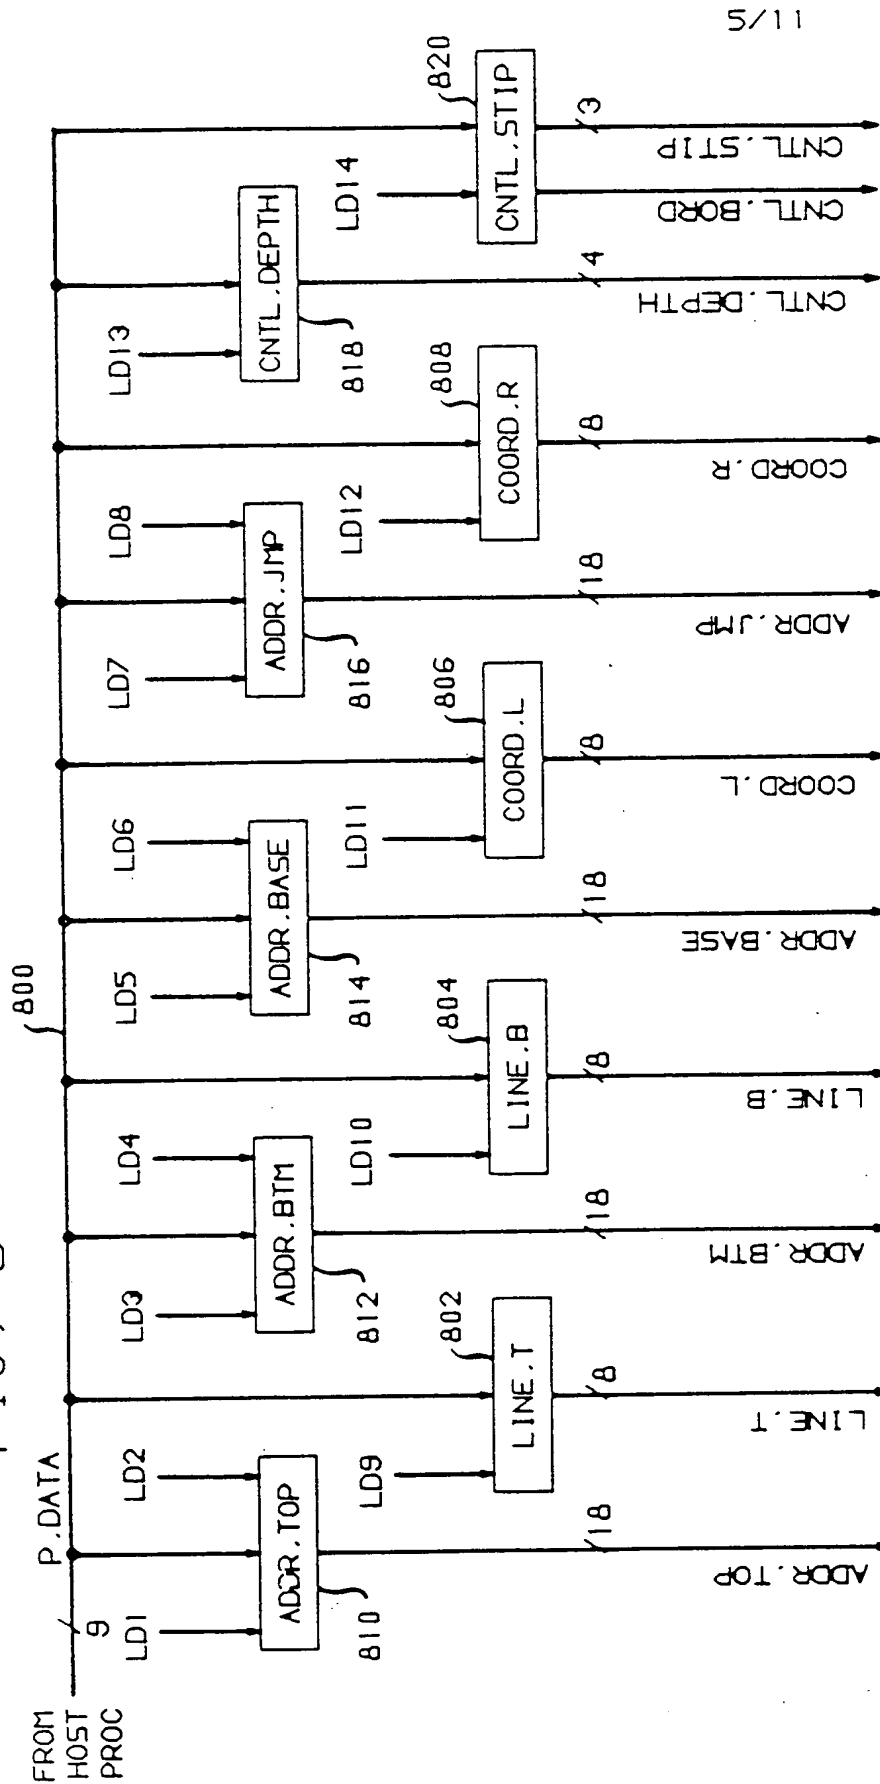 FROM
HOST
PROC
P.DATA
9
800
LD1
LD2
ADDR.TOP
810
18
ADDR.TOP
LD9
802
LINE.T
8
LINE.T
LD3
LD4
ADDR.BTM
812
18
ADDR.BTM
LD10
804
LINE.B
8
LINE.B
LD5
LD6
ADDR.BASE
814
18
ADDR.BASE
LD11
806
COORD.L
8
COORD.L
LD7
LD8
ADDR.JMP
816
18
ADDR.JMP
LD12
808
COORD.R
8
COORD.R
LD13
CNTL.DEPTH
818
4
CNTL.DEPTH
LD14
820
CNTL.STIP
3
CNTL.BORD
CNTL.STIP
11/5